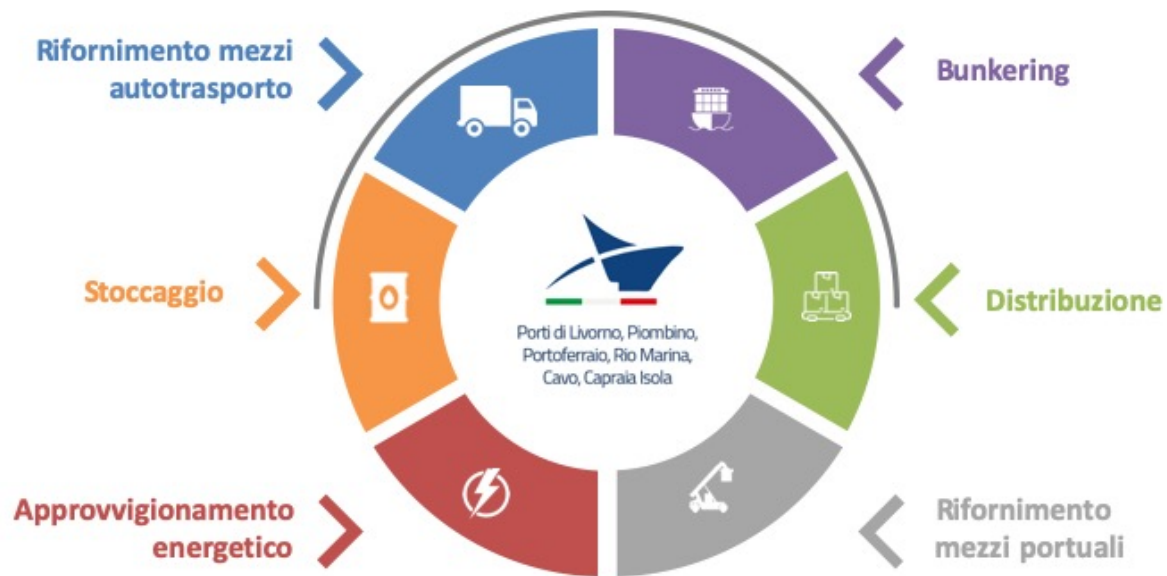 Rifornimento mezzi
autotrasporto
Bunkering
Stoccaggio
Distribuzione
Porti di Livorno, Piombino,
Portoferraio, Rio Marina,
Cavo, Capraia Isola
Approvvigionamento
energetico
Rifornimento
mezzi portuali